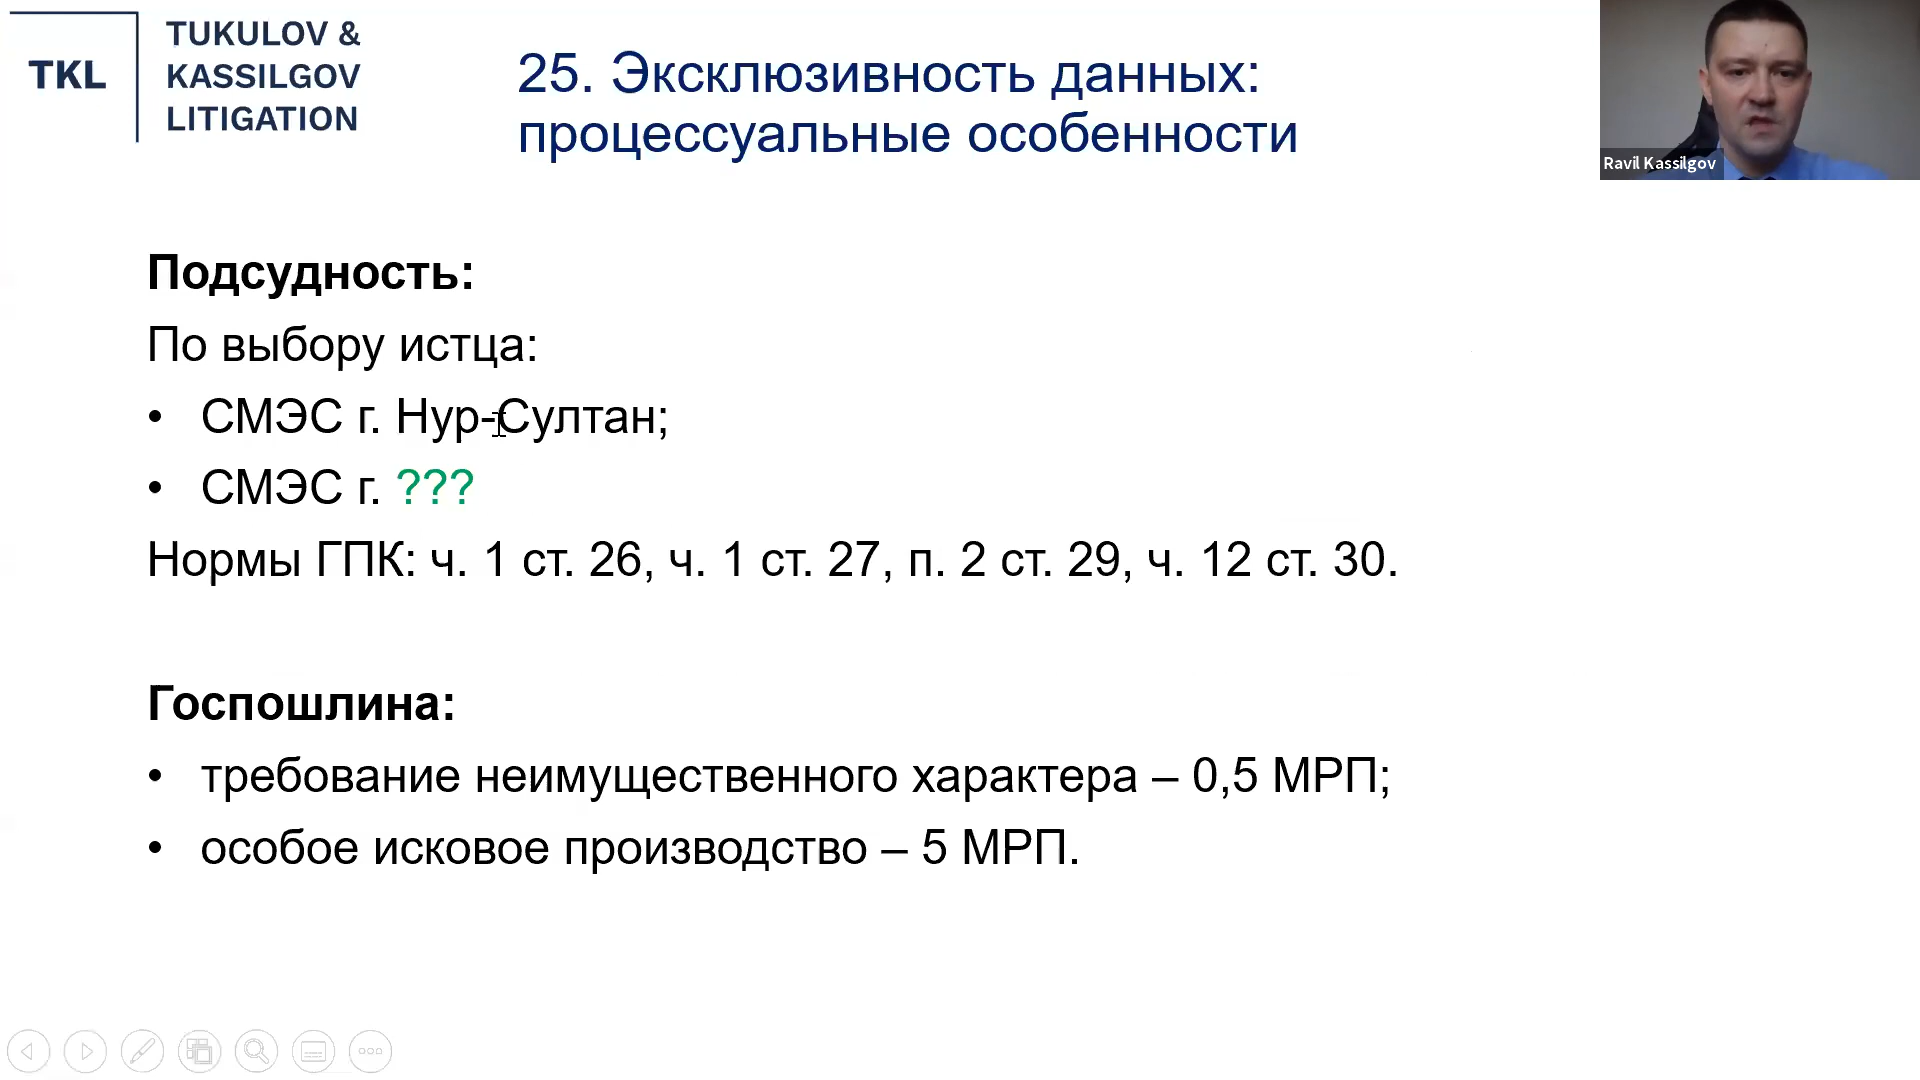 TKL
TUKULOV &
KASSILGOV
LITIGATION
25. Эксклюзивность данных:
процессуальные особенности
Ravil Kassilgov
Подсудность:
По выбору истца:
• СМЭС г. Нур-Султан;
• СМЭС г. ???
Нормы ГПК: ч. 1 ст. 26, ч. 1 ст. 27, п. 2 ст. 29, ч. 12 ст. 30.
Госпошлина:
• требование неимущественного характера – 0,5 МРП;
• особое исковое производство – 5 МРП.